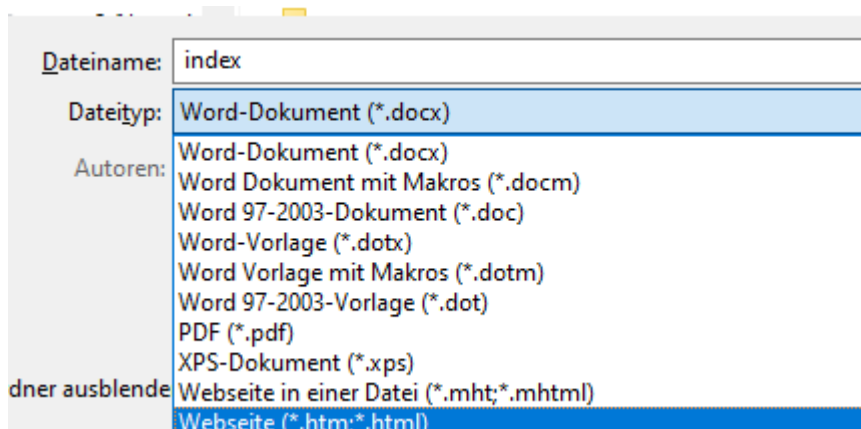 Dateiname: index
Dateityp: Word-Dokument (*.docx)
Autoren:
Word-Dokument (*.docx)
Word Dokument mit Makros (*.docm)
Word 97-2003-Dokument (*.doc)
Word-Vorlage (*.dotx)
Word Vorlage mit Makros (*.dotm)
Word 97-2003-Vorlage (*.dot)
PDF (*.pdf)
XPS-Dokument (*.xps)
dner ausblende
Webseite in einer Datei (*.mht;*.mhtml)
Webseite (*.htm;*.html)